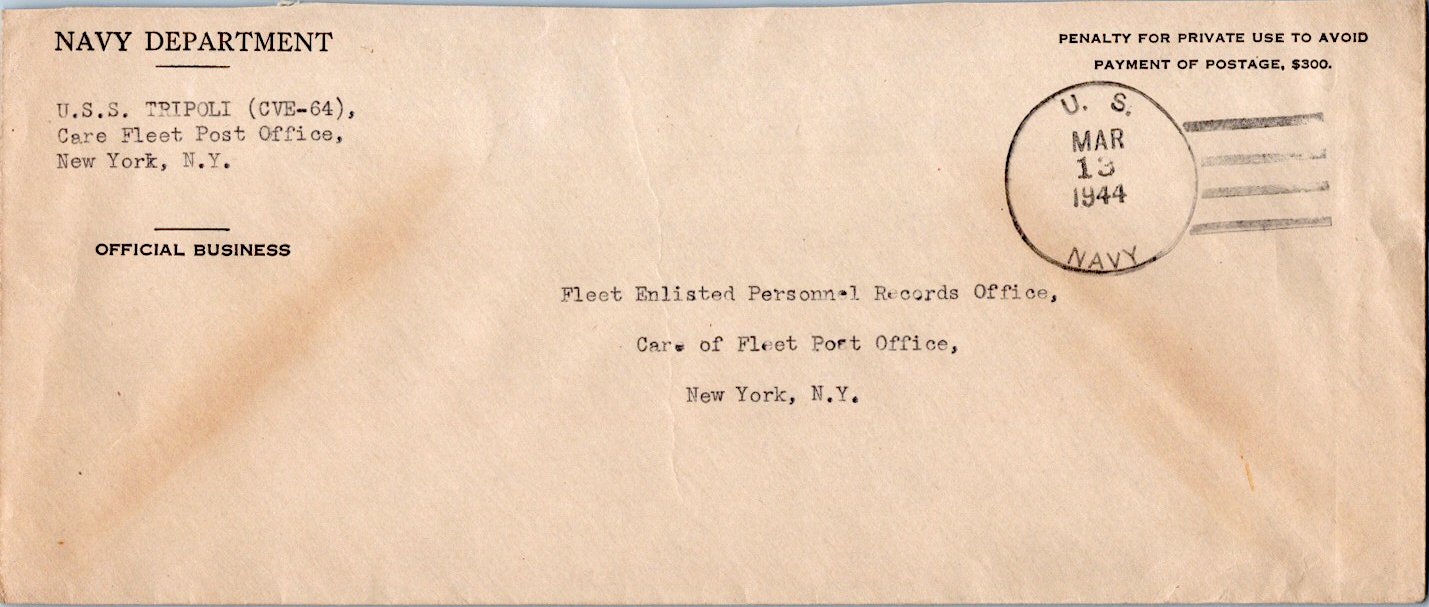 NAVY DEPARTMENT
U.S.S. TRIPOLI (CVE-64),
Care Fleet Post Office,
New York, N.Y.
OFFICIAL BUSINESS
PENALTY FOR PRIVATE USE TO AVOID
PAYMENT OF POSTAGE, $300.
U. S.
MAR
13
1944
NAVY
Fleet Enlisted Personnel Records Office,
Care of Fleet Post Office,
New York, N.Y.